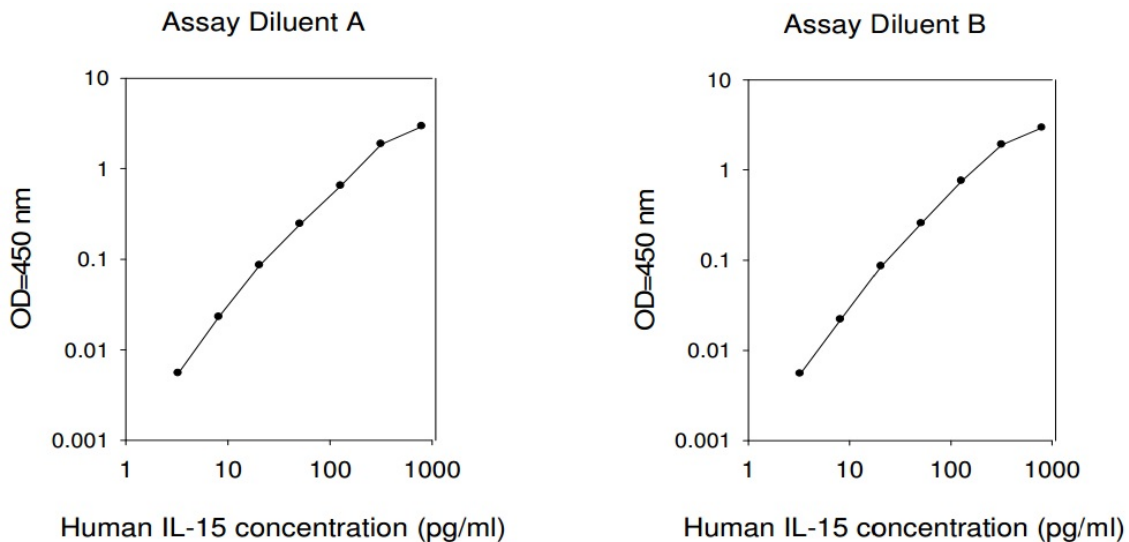 Assay Diluent A
10
1
0.1
0.01
0.001
OD=450 nm
1 10 100 1000
Human IL-15 concentration (pg/ml)
Assay Diluent B
10
1
0.1
0.01
0.001
OD=450 nm
1 10 100 1000
Human IL-15 concentration (pg/ml)